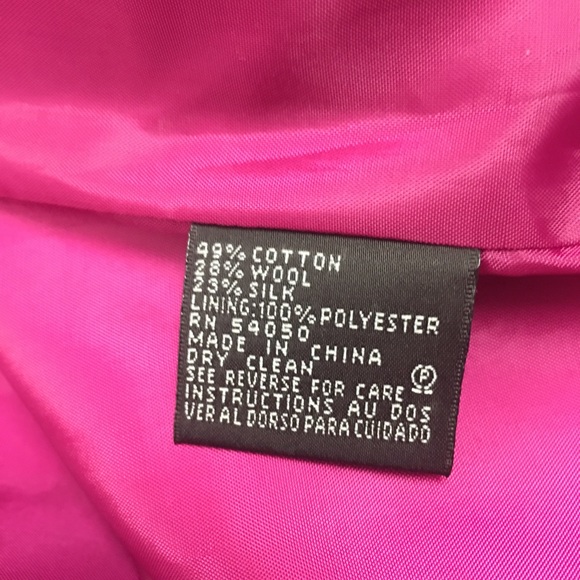 49% COTTON
28% WOOL
23% SILK
LINING:100% POLYESTER
RN 54050
MADE IN CHINA
DRY CLEAN
SEE REVERSE FOR CARE Ⓟ
INSTRUCTIONS AU DOS
VER AL DORSO PARA CUIDADO